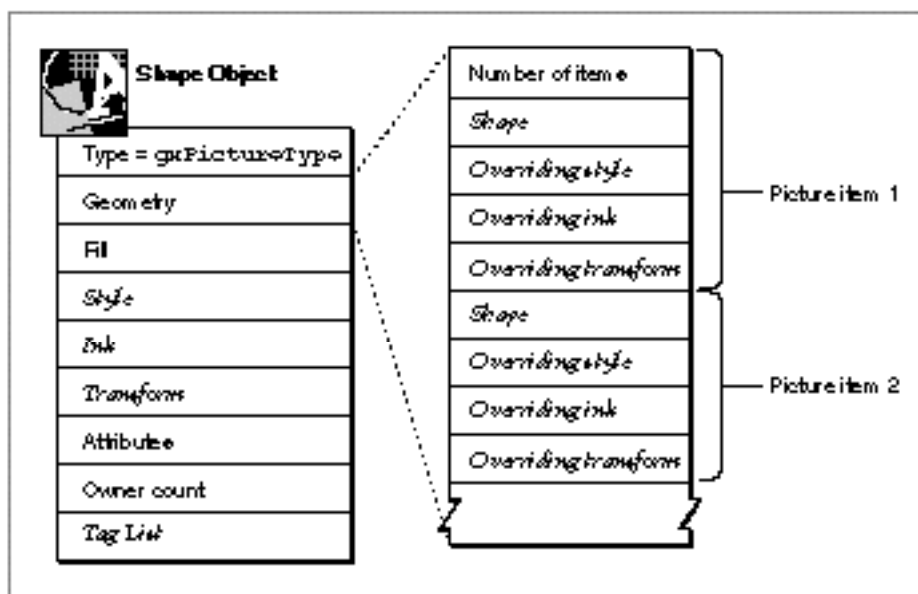 Shape Object
Type = gxPictureType
Geometry
Fill
Style
Ink
Transform
Attributes
Owner count
Tag List
Number of items
Shape
Overriding style
Overriding ink
Overriding transform
Shape
Overriding style
Overriding ink
Overriding transform
Picture item 1
Picture item 2